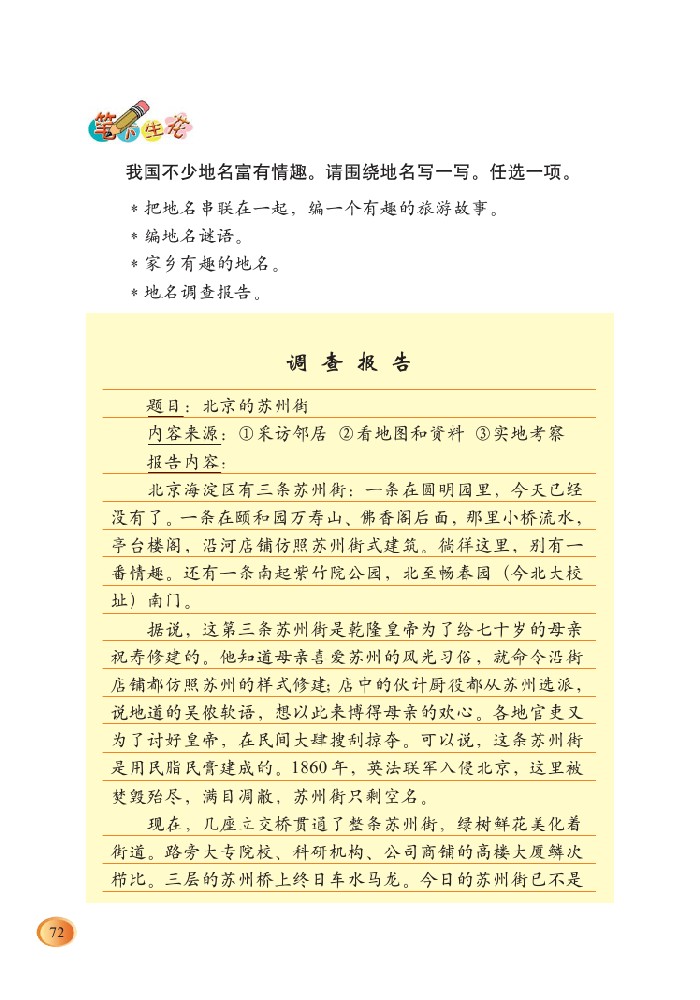 笔下生花
我国不少地名富有情趣。请围绕地名写一写。任选一项。
*把地名串联在一起，编一个有趣的旅游故事。
*编地名谜语。
*家乡有趣的地名。
*地名调查报告。
调查报告
题目：北京的苏州街
内容来源：①采访邻居 ②看地图和资料 ③实地考察
报告内容：
北京海淀区有三条苏州街：一条在圆明园里，今天已经
没有了。一条在颐和园万寿山、佛香阁后面，那里小桥流水，
亭台楼阁，沿河店铺仿照苏州街式建筑。徜徉这里，别有一
番情趣。还有一条南起紫竹院公园，北至畅春园（今北大校
址）南门。
据说，这第三条苏州街是乾隆皇帝为了给七十岁的母亲
祝寿修建的。他知道母亲喜爱苏州的风光习俗，就命令沿街
店铺都仿照苏州的样式修建；店中的伙计厨役都从苏州选派，
说地道的吴侬软语，想以此来博得母亲的欢心。各地官吏又
为了讨好皇帝，在民间大肆搜刮掠夺。可以说，这条苏州街
是用民脂民膏建成的。1860年，英法联军入侵北京，这里被
焚毁殆尽，满目凋敝，苏州街只剩空名。
现在，几座立交桥贯通了整条苏州街，绿树鲜花美化着
街道。路旁大专院校、科研机构、公司商铺的高楼大厦鳞次
栉比。三层的苏州桥上终日车水马龙。今日的苏州街已不是
72